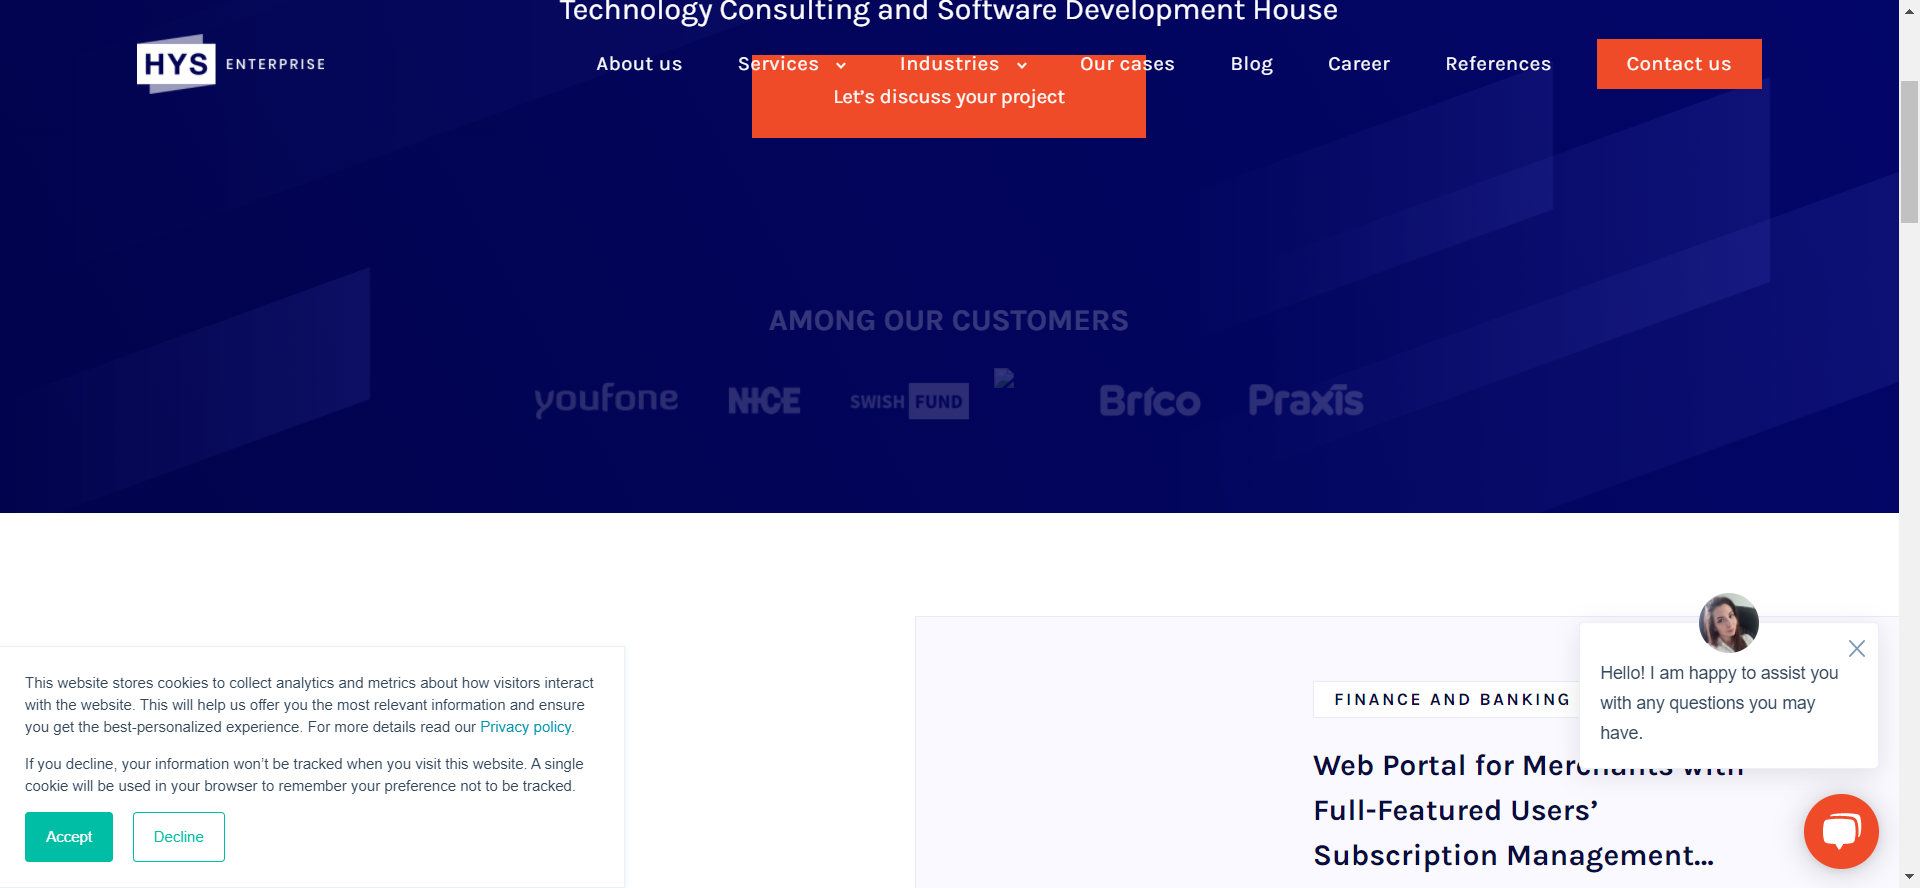 Technology Consulting and Software Development House
HYS ENTERPRISE
About us Services Industries Our cases Blog Career References Contact us
Let's discuss your project
AMONG OUR CUSTOMERS
youfone NICE SWISH FUND Brico Praxis
FINANCE AND BANKING
Web Portal for Merchants with
Full-Featured Users’
Subscription Management...
This website stores cookies to collect analytics and metrics about how visitors interact
with the website. This will help us offer you the most relevant information and ensure
you get the best-personalized experience. For more details read our Privacy policy.
If you decline, your information won’t be tracked when you visit this website. A single
cookie will be used in your browser to remember your preference not to be tracked.
Accept Decline
Hello! I am happy to assist you
with any questions you may
have.